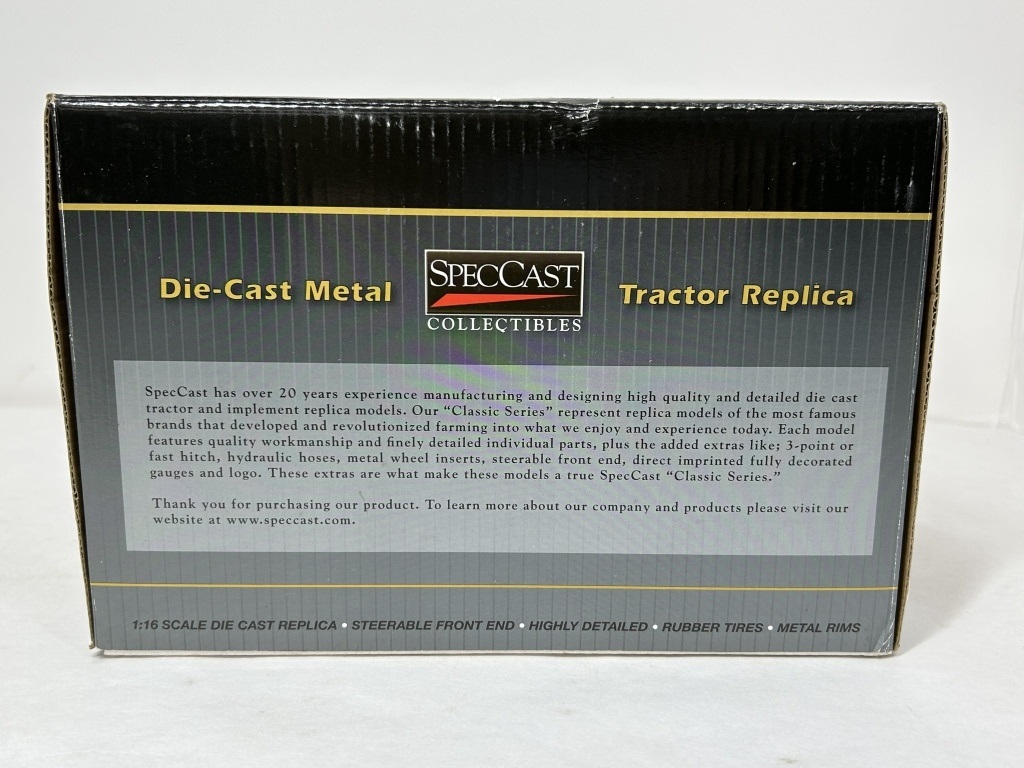 Die-Cast Metal
SPECCAST
COLLECTIBLES
Tractor Replica
SpecCast has over 20 years experience manufacturing and designing high quality and detailed die cast
tractor and implement replica models. Our “Classic Series” represent replica models of the most famous
brands that developed and revolutionized farming into what we enjoy and experience today. Each model
features quality workmanship and finely detailed individual parts, plus the added extras like; 3-point or
fast hitch, hydraulic hoses, metal wheel inserts, steerable front end, direct imprinted fully decorated
gauges and logo. These extras are what make these models a true SpecCast “Classic Series.”
Thank you for purchasing our product. To learn more about our company and products please visit our
website at www.speccast.com.
1:16 SCALE DIE CAST REPLICA • STEERABLE FRONT END • HIGHLY DETAILED • RUBBER TIRES • METAL RIMS